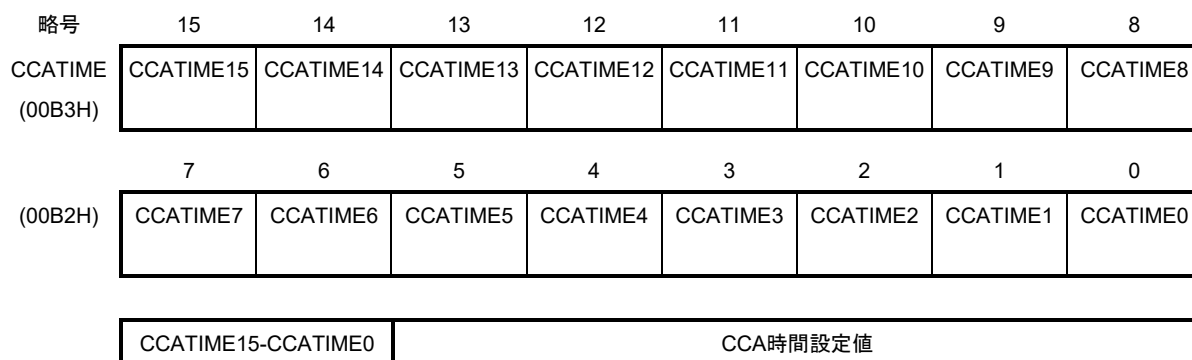 略号 15 14 13 12 11 10 9 8
CCATIME CCATIME15 CCATIME14 CCATIME13 CCATIME12 CCATIME11 CCATIME10 CCATIME9 CCATIME8
(00B3H)
7 6 5 4 3 2 1 0
(00B2H) CCATIME7 CCATIME6 CCATIME5 CCATIME4 CCATIME3 CCATIME2 CCATIME1 CCATIME0
CCATIME15-CCATIME0 CCA時間設定値